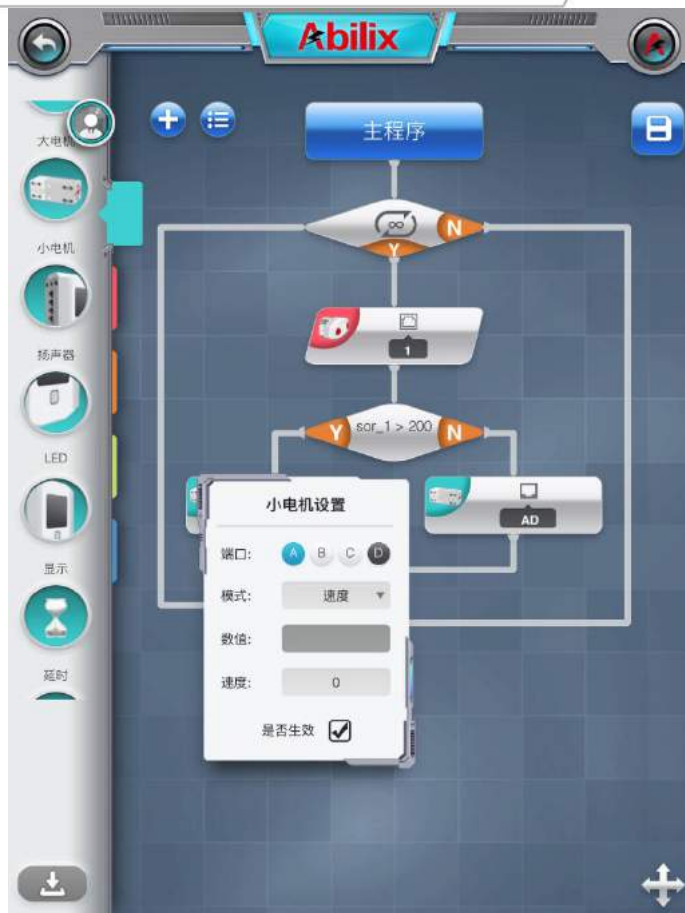 Abilix
主程序
大电机
小电机
扬声器
LED
显示
延时
∞
N
Y
1
sor_1 > 200
Y
N
AD
小电机设置
端口: A B C D
模式: 速度
数值:
速度: 0
是否生效